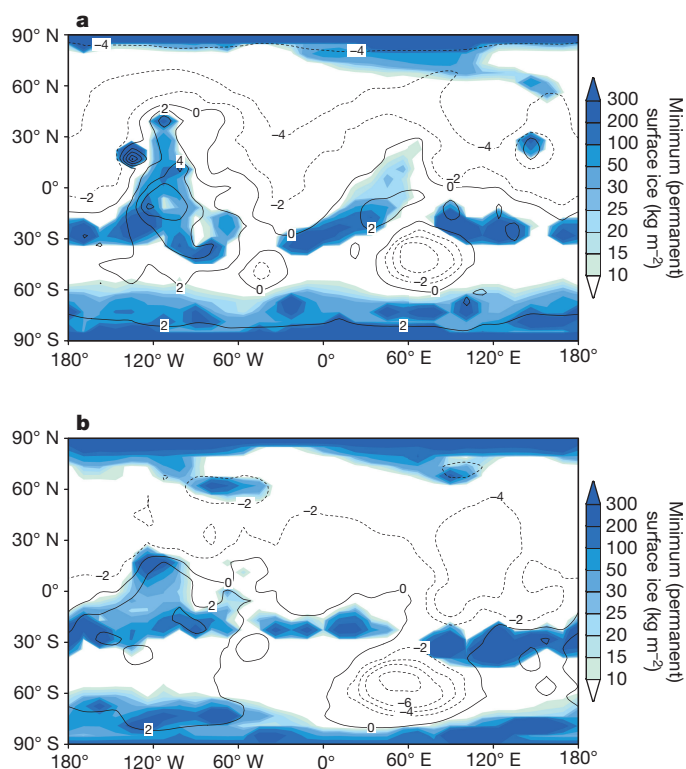 a
90° N
60° N
30° N
0°
30° S
60° S
90° S
180°
120° W
60° W
0°
60° E
120° E
180°
−4
−4
2
0
−4
−4
4
−2
−2
−2
0
0
2
−2
0
2
0
2
2
300
200
100
50
30
25
20
15
10
Minimum (permanent)
surface ice (kg m⁻²)
b
90° N
60° N
30° N
0°
30° S
60° S
90° S
180°
120° W
60° W
0°
60° E
120° E
180°
−2
−2
−4
−2
0
0
2
−2
−2
−6
−4
2
0
300
200
100
50
30
25
20
15
10
Minimum (permanent)
surface ice (kg m⁻²)